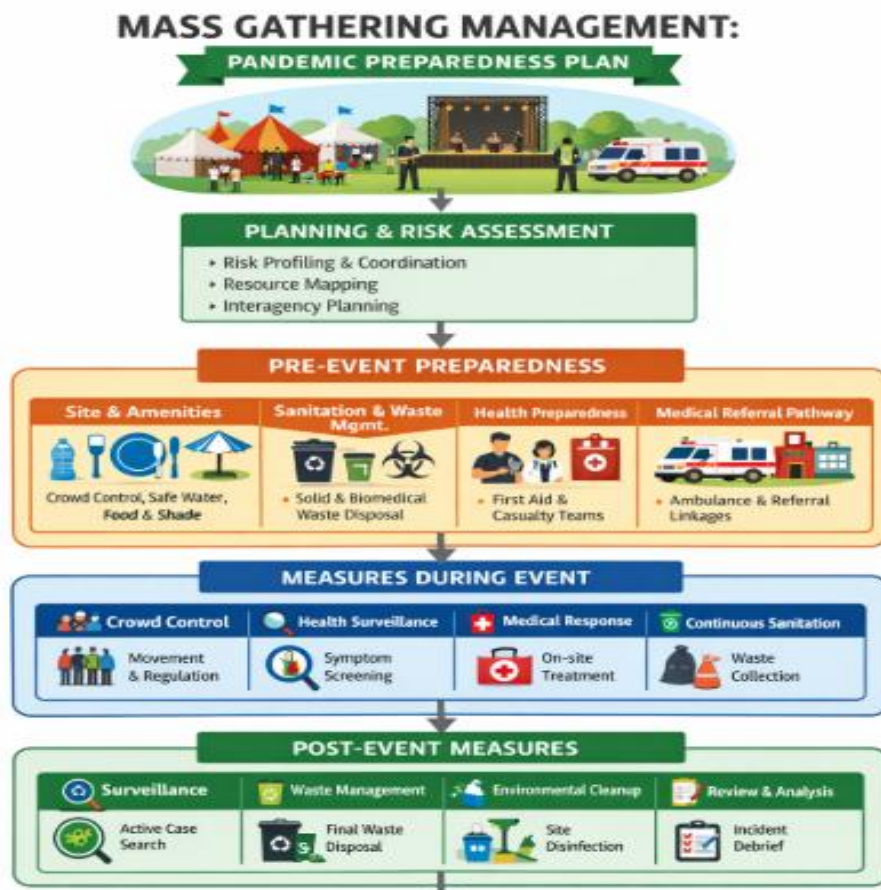 MASS GATHERING MANAGEMENT:
PANDEMIC PREPAREDNESS PLAN
PLANNING & RISK ASSESSMENT
▸ Risk Profiling & Coordination
▸ Resource Mapping
▸ Interagency Planning
PRE-EVENT PREPAREDNESS
Site & Amenities
Crowd Control, Safe Water,
Food & Shade
Sanitation & Waste
Mgmt.
• Solid & Biomedical
Waste Disposal
Health Preparedness
• First Aid &
Casualty Teams
Medical Referral Pathway
• Ambulance & Referral
Linkages
MEASURES DURING EVENT
Crowd Control
Movement
& Regulation
Health Surveillance
Symptom
Screening
Medical Response
On-site
Treatment
Continuous Sanitation
Waste
Collection
POST-EVENT MEASURES
Surveillance
Active Case
Search
Waste Management
Final Waste
Disposal
Environmental Cleanup
Site
Disinfection
Review & Analysis
Incident
Debrief